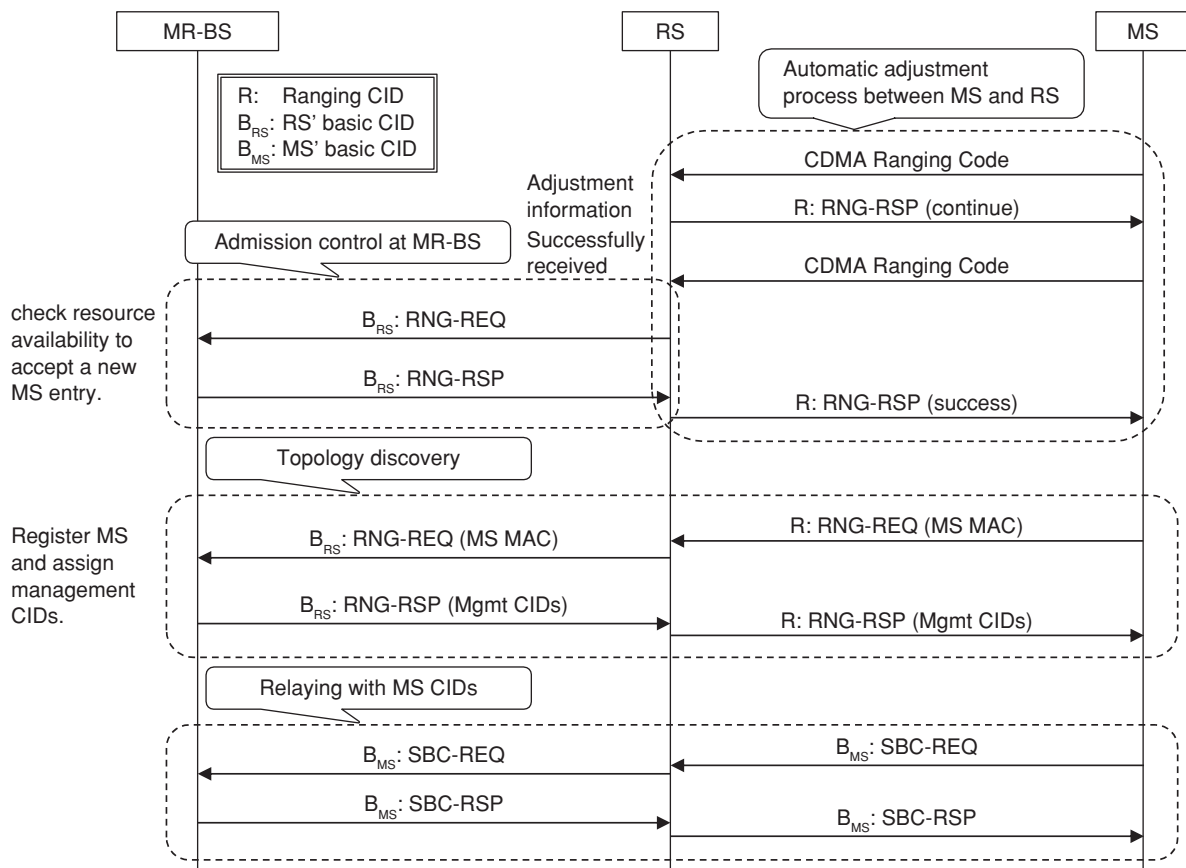 MR-BS
RS
MS
R: Ranging CID
B_RS: RS' basic CID
B_MS: MS' basic CID
Automatic adjustment
process between MS and RS
CDMA Ranging Code
Adjustment
information
Successfully
received
R: RNG-RSP (continue)
Admission control at MR-BS
CDMA Ranging Code
check resource
availability to
accept a new
MS entry.
B_RS: RNG-REQ
B_RS: RNG-RSP
R: RNG-RSP (success)
Topology discovery
Register MS
and assign
management
CIDs.
R: RNG-REQ (MS MAC)
B_RS: RNG-REQ (MS MAC)
B_RS: RNG-RSP (Mgmt CIDs)
R: RNG-RSP (Mgmt CIDs)
Relaying with MS CIDs
B_MS: SBC-REQ
B_MS: SBC-REQ
B_MS: SBC-RSP
B_MS: SBC-RSP